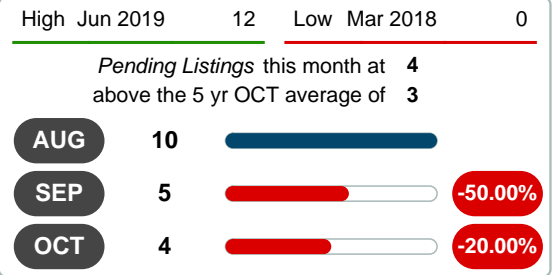 High Jun 2019 12 Low Mar 2018 0
Pending Listings this month at 4
above the 5 yr OCT average of 3
AUG 10
SEP 5 -50.00%
OCT 4 -20.00%